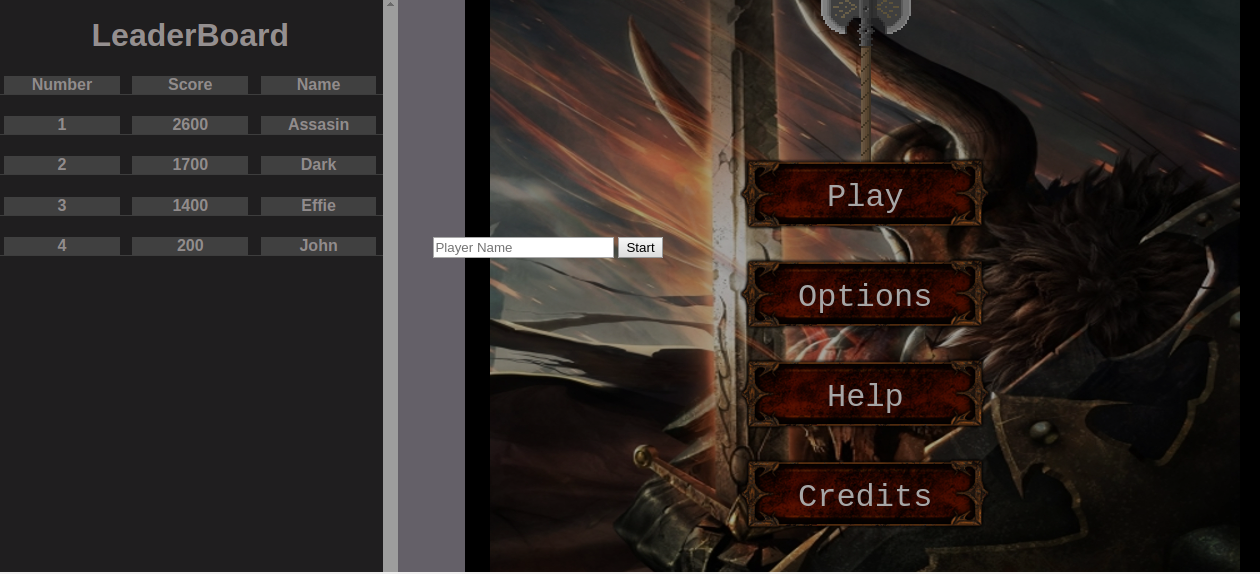 LeaderBoard
Number Score Name
1 2600 Assasin
2 1700 Dark
3 1400 Effie
4 200 John
Player Name Start
Play
Options
Help
Credits